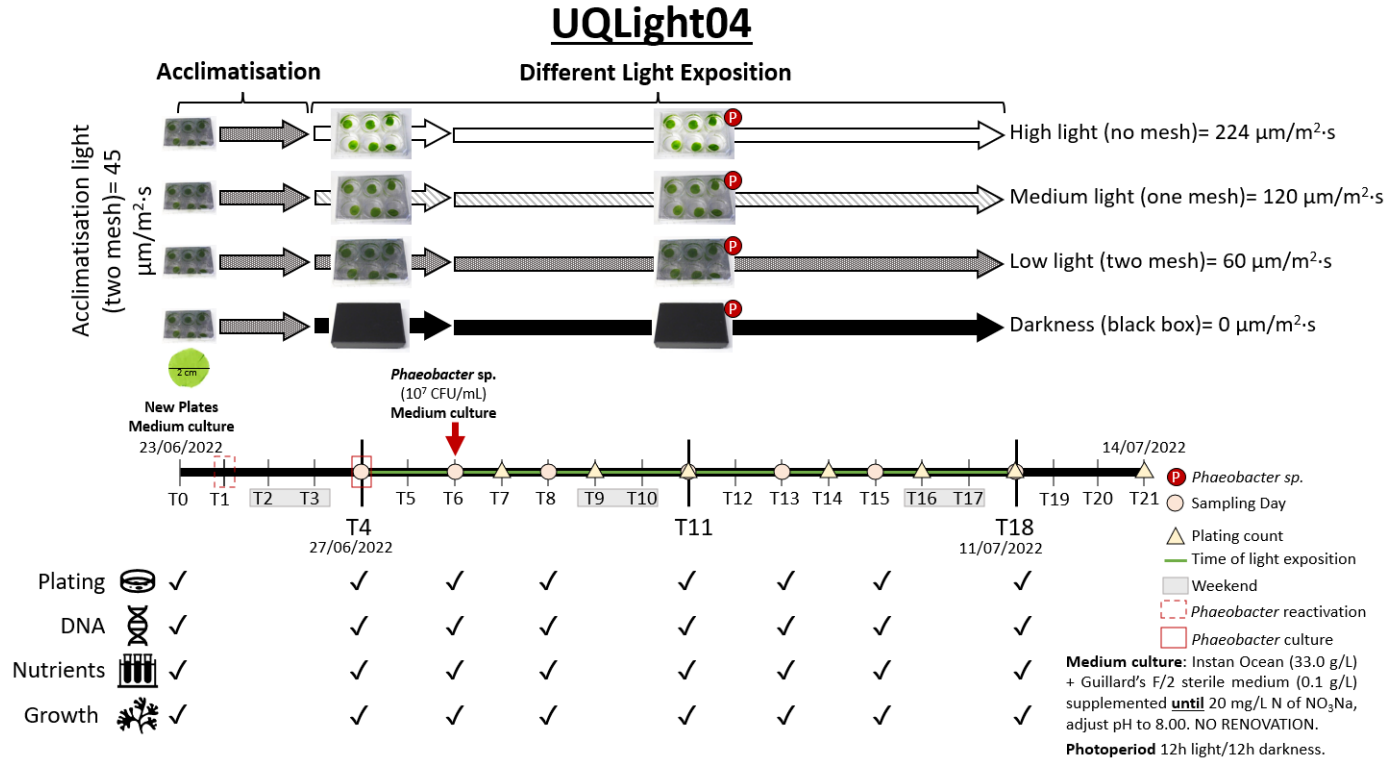 UQLight04
Acclimatisation
Different Light Exposition
Acclimatisation light
(two mesh)= 45
µm/m²·s
P
High light (no mesh)= 224 µm/m²·s
P
Medium light (one mesh)= 120 µm/m²·s
P
Low light (two mesh)= 60 µm/m²·s
P
Darkness (black box)= 0 µm/m²·s
2 cm
New Plates
Medium culture
23/06/2022
Phaeobacter sp.
(10⁷ CFU/mL)
Medium culture
14/07/2022
T0 T1 T2 T3 T5 T6 T7 T8 T9 T10 T12 T13 T14 T15 T16 T17 T19 T20 T21
T4 T11 T18
27/06/2022 11/07/2022
P Phaeobacter sp.
Sampling Day
Plating count
Time of light exposition
Weekend
Phaeobacter reactivation
Phaeobacter culture
Plating ✓ ✓ ✓ ✓ ✓ ✓ ✓ ✓
DNA ✓ ✓ ✓ ✓ ✓ ✓ ✓ ✓
Nutrients ✓ ✓ ✓ ✓ ✓ ✓ ✓ ✓
Growth ✓ ✓ ✓ ✓ ✓ ✓ ✓ ✓
Medium culture: Instan Ocean (33.0 g/L)
+ Guillard's F/2 sterile medium (0.1 g/L)
supplemented until 20 mg/L N of NO₃Na,
adjust pH to 8.00. NO RENOVATION.
Photoperiod 12h light/12h darkness.